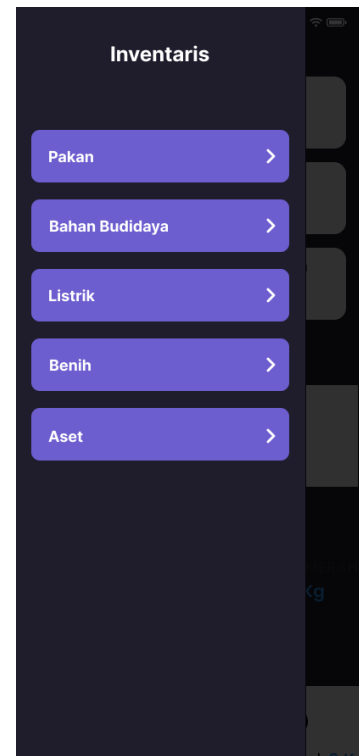 Inventaris
Pakan
Bahan Budidaya
Listrik
Benih
Aset
Kg